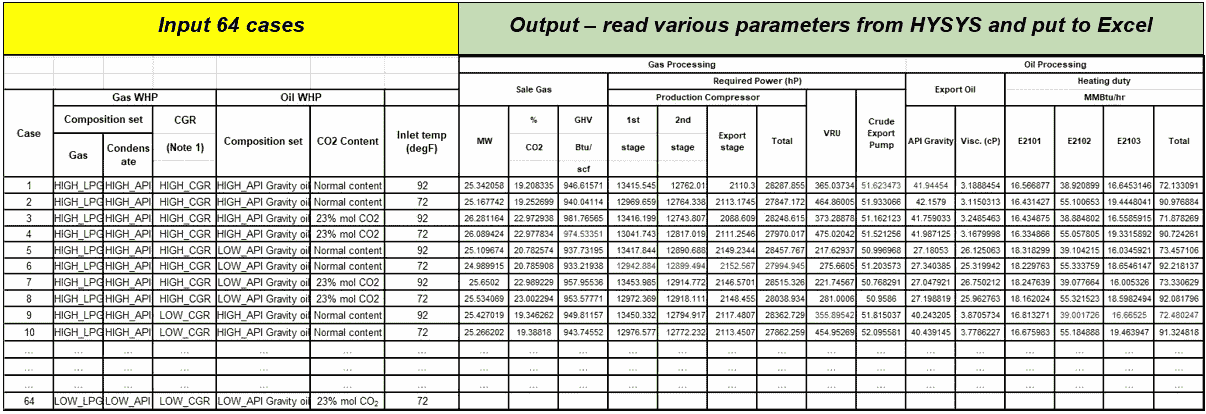 Input 64 cases Output – read various parameters from HYSYS and put to Excel
Gas Processing Oil Processing
Sale Gas Required Power (hP) Export Oil Heating duty
Gas WHP Oil WHP Production Compressor MMBtu/hr
Case Composition set CGR (Note 1) Composition set CO2 Content Inlet temp (degF) MW % CO2 GHV Btu/ scf 1st stage 2nd stage Export stage Total VRU Crude Export Pump API Gravity Visc. (cP) E2101 E2102 E2103 Total
Gas Condens ate
1 HIGH_LPG HIGH_API HIGH_CGR HIGH_API Gravity oil Normal content 92 25.342058 19.208335 946.61571 13415.545 12762.01 2110.3 28287.855 365.03734 51.623473 41.94454 3.1888454 16.566877 38.920899 16.6453146 72.133091
2 HIGH_LPG HIGH_API HIGH_CGR HIGH_API Gravity oil Normal content 72 25.167742 19.252699 940.04114 12969.659 12764.338 2113.1745 27847.172 464.86005 51.933066 42.1579 3.1150313 16.431427 55.100653 19.4448041 90.976884
3 HIGH_LPG HIGH_API HIGH_CGR HIGH_API Gravity oil 23% mol CO2 92 26.281164 22.972938 981.76565 13416.199 12743.807 2088.609 28248.615 373.28878 51.162123 41.759033 3.2485463 16.434875 38.884802 16.5585915 71.878269
4 HIGH_LPG HIGH_API HIGH_CGR HIGH_API Gravity oil 23% mol CO2 72 26.089424 22.977834 974.53351 13041.743 12817.019 2111.2546 27970.017 475.02042 51.521256 41.987125 3.1679998 16.334866 55.057805 19.3315892 90.724261
5 HIGH_LPG HIGH_API HIGH_CGR LOW_API Gravity oil Normal content 92 25.109674 20.782574 937.73195 13417.844 12890.688 2149.2344 28457.767 217.62937 50.996968 27.18053 26.125063 18.318299 39.104215 16.0345921 73.457106
6 HIGH_LPG HIGH_API HIGH_CGR LOW_API Gravity oil Normal content 72 24.989915 20.785908 933.21938 12942.884 12899.494 2152.567 27994.945 275.6605 51.203573 27.340385 25.319942 18.229763 55.333759 18.6546147 92.218137
7 HIGH_LPG HIGH_API HIGH_CGR LOW_API Gravity oil 23% mol CO2 92 25.6502 22.989229 957.95536 13453.985 12914.772 2146.5701 28515.326 221.74567 50.768291 27.047921 26.750212 18.247639 39.077664 16.005326 73.330629
8 HIGH_LPG HIGH_API HIGH_CGR LOW_API Gravity oil 23% mol CO2 72 25.534069 23.002294 953.57771 12972.369 12918.111 2148.455 28038.934 281.0006 50.9586 27.198819 25.962763 18.162024 55.321523 18.5982494 92.081796
9 HIGH_LPG HIGH_API LOW_CGR HIGH_API Gravity oil Normal content 92 25.427019 19.346262 949.81157 13450.332 12794.917 2117.4807 28362.729 355.89542 51.815037 40.243205 3.8705734 16.813271 39.001726 16.66525 72.480247
10 HIGH_LPG HIGH_API LOW_CGR HIGH_API Gravity oil Normal content 72 25.266202 19.38818 943.74552 12976.577 12772.232 2113.4507 27862.259 454.95269 52.095581 40.439145 3.7786227 16.675983 55.184888 19.463947 91.324818
... ... ... ... ... ... ... ... ... ... ... ... ... ... ... ... ... ... ... ... ...
... ... ... ... ... ... ... ... ... ... ... ... ... ... ... ... ... ... ... ... ...
... ... ... ... ... ... ... ... ... ... ... ... ... ... ... ... ... ... ... ... ...
64 LOW_LPG LOW_API LOW_CGR LOW_API Gravity oil 23% mol CO₂ 72